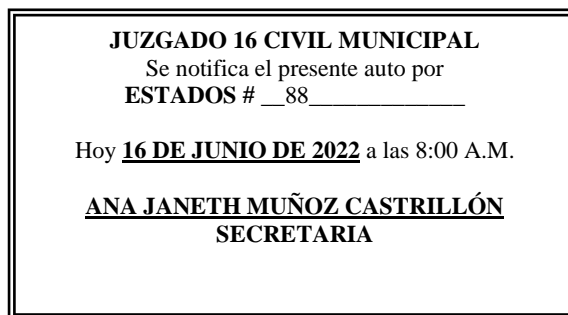 JUZGADO 16 CIVIL MUNICIPAL
Se notifica el presente auto por
ESTADOS # __88_____________
Hoy 16 DE JUNIO DE 2022 a las 8:00 A.M.
ANA JANETH MUÑOZ CASTRILLÓN
SECRETARIA